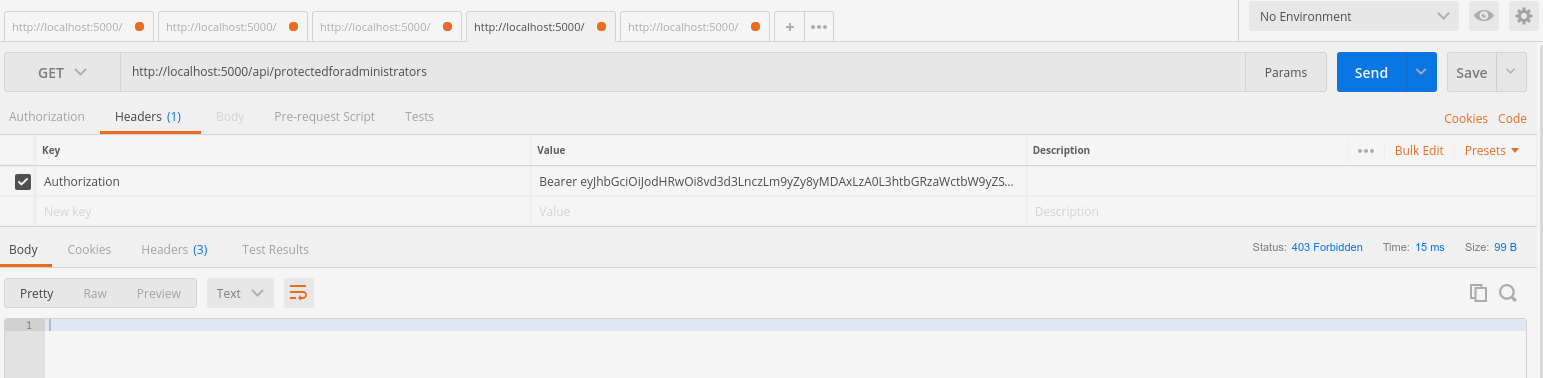 http://localhost:5000/ http://localhost:5000/ http://localhost:5000/ http://localhost:5000/ http://localhost:5000/ + ••• No Environment
GET http://localhost:5000/api/protectedforadministrators Params Send Save
Authorization Headers (1) Body Pre-request Script Tests Cookies Code
Key Value Description ••• Bulk Edit Presets
Authorization Bearer eyJhbGciOiJodHRwOi8vd3d3LnczLm9yZy8yMDAxLzA0L3htbGRzaWctbW9yZS...
New key Value Description
Body Cookies Headers (3) Test Results Status: 403 Forbidden Time: 15 ms Size: 99 B
Pretty Raw Preview Text
1